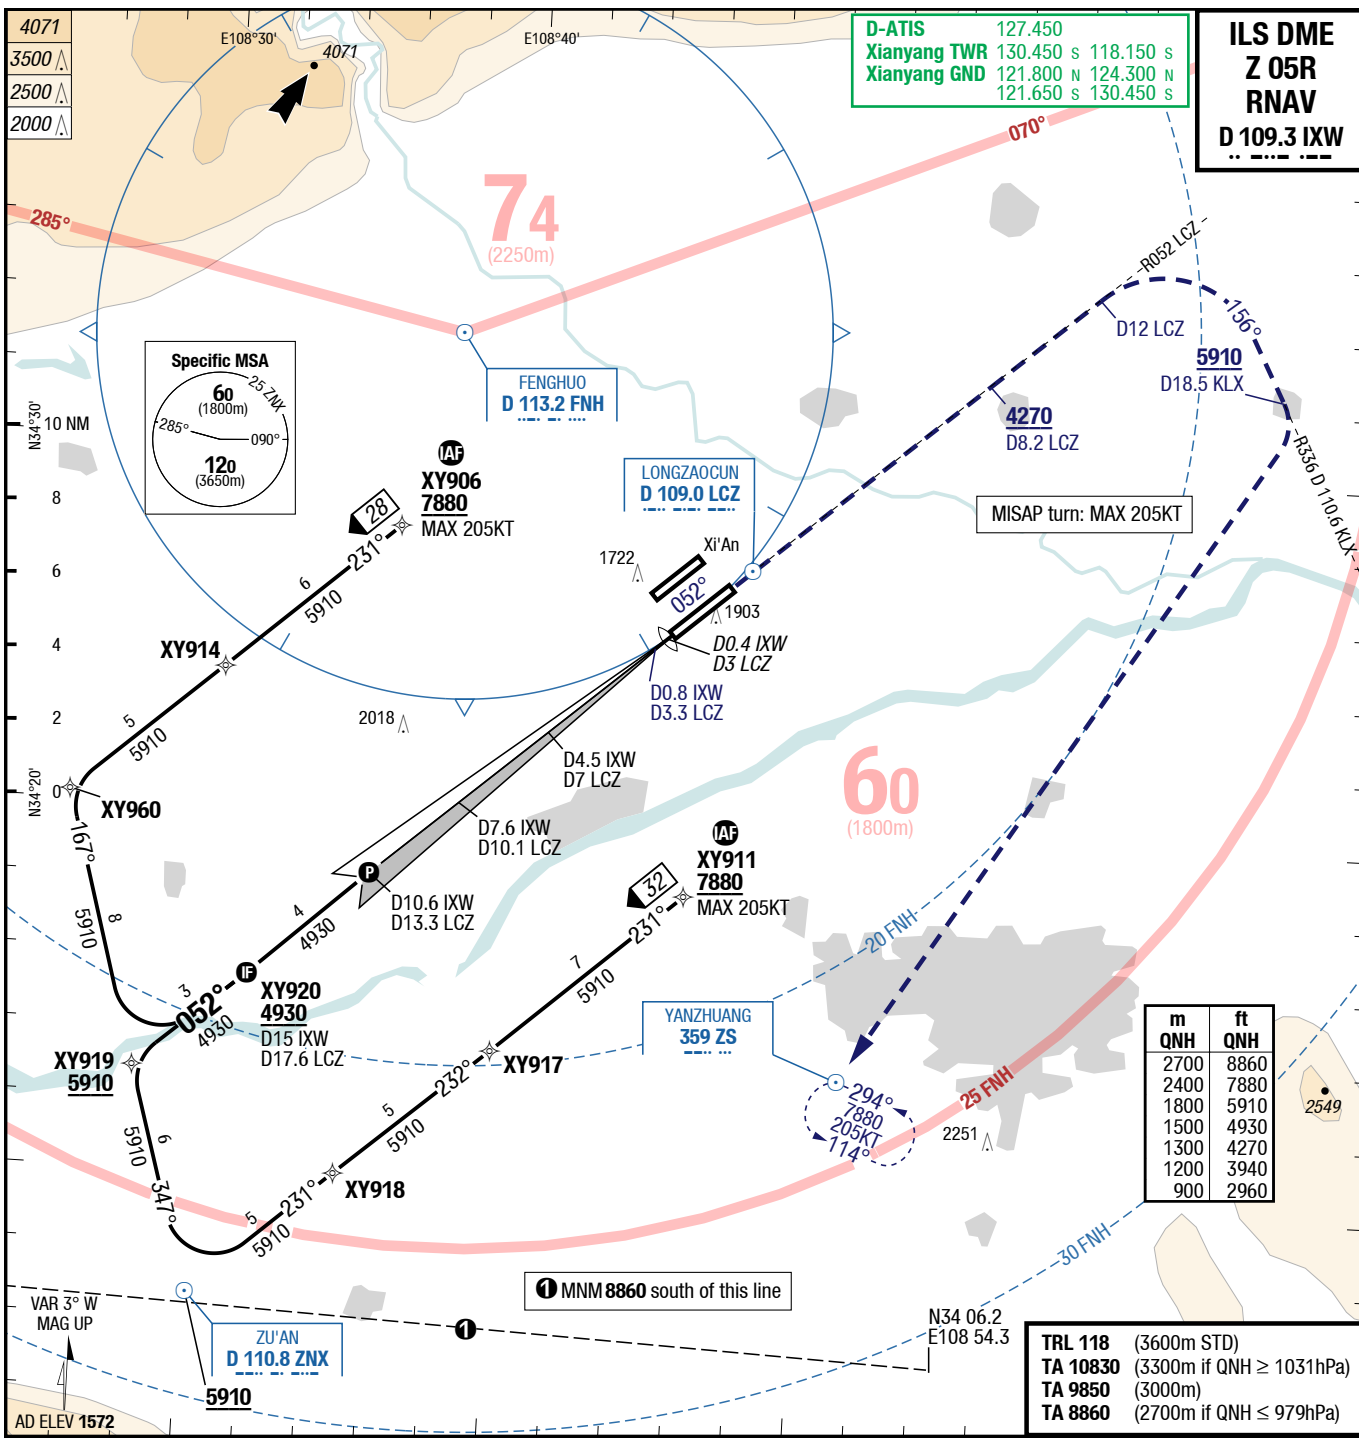 4071
3500
2500
2000
E108°30'
4071
E108°40'
D-ATIS 127.450
Xianyang TWR 130.450 S 118.150 S
Xianyang GND 121.800 N 124.300 N
121.650 S 130.450 S
ILS DME
Z 05R
RNAV
D 109.3 IXW
070°
285°
74
(2250m)
R052 LCZ
D12 LCZ
156°
5910
D18.5 KLX
4270
D8.2 LCZ
R336 D 110.6 KLX
MISAP turn: MAX 205KT
FENGHUO
D 113.2 FNH
Specific MSA
25 ZNX
60
(1800m)
285°
090°
120
(3650m)
N34°30'
10 NM
8
6
4
2
0
N34°20'
IAF
XY906
7880
MAX 205KT
28
231°
6
5910
XY914
5
5910
XY960
167°
8
5910
LONGZAOCUN
D 109.0 LCZ
Xi'An
1722
052°
1903
D0.4 IXW
D3 LCZ
D0.8 IXW
D3.3 LCZ
2018
D4.5 IXW
D7 LCZ
D7.6 IXW
D10.1 LCZ
P
D10.6 IXW
D13.3 LCZ
4
4930
60
(1800m)
IAF
XY911
7880
MAX 205KT
32
231°
7
5910
20 FNH
IF
XY920
4930
D15 IXW
D17.6 LCZ
3
052°
4930
XY919
5910
6
5910
347°
XY917
232°
5
5910
XY918
231°
5
5910
YANZHUANG
359 ZS
294°
7880
205KT
114°
25 FNH
2251
m ft
QNH QNH
2700 8860
2400 7880
1800 5910
1500 4930
1300 4270
1200 3940
900 2960
2549
30 FNH
1 MNM 8860 south of this line
1
N34 06.2
E108 54.3
VAR 3° W
MAG UP
ZU'AN
D 110.8 ZNX
5910
AD ELEV 1572
TRL 118 (3600m STD)
TA 10830 (3300m if QNH ≥ 1031hPa)
TA 9850 (3000m)
TA 8860 (2700m if QNH ≤ 979hPa)